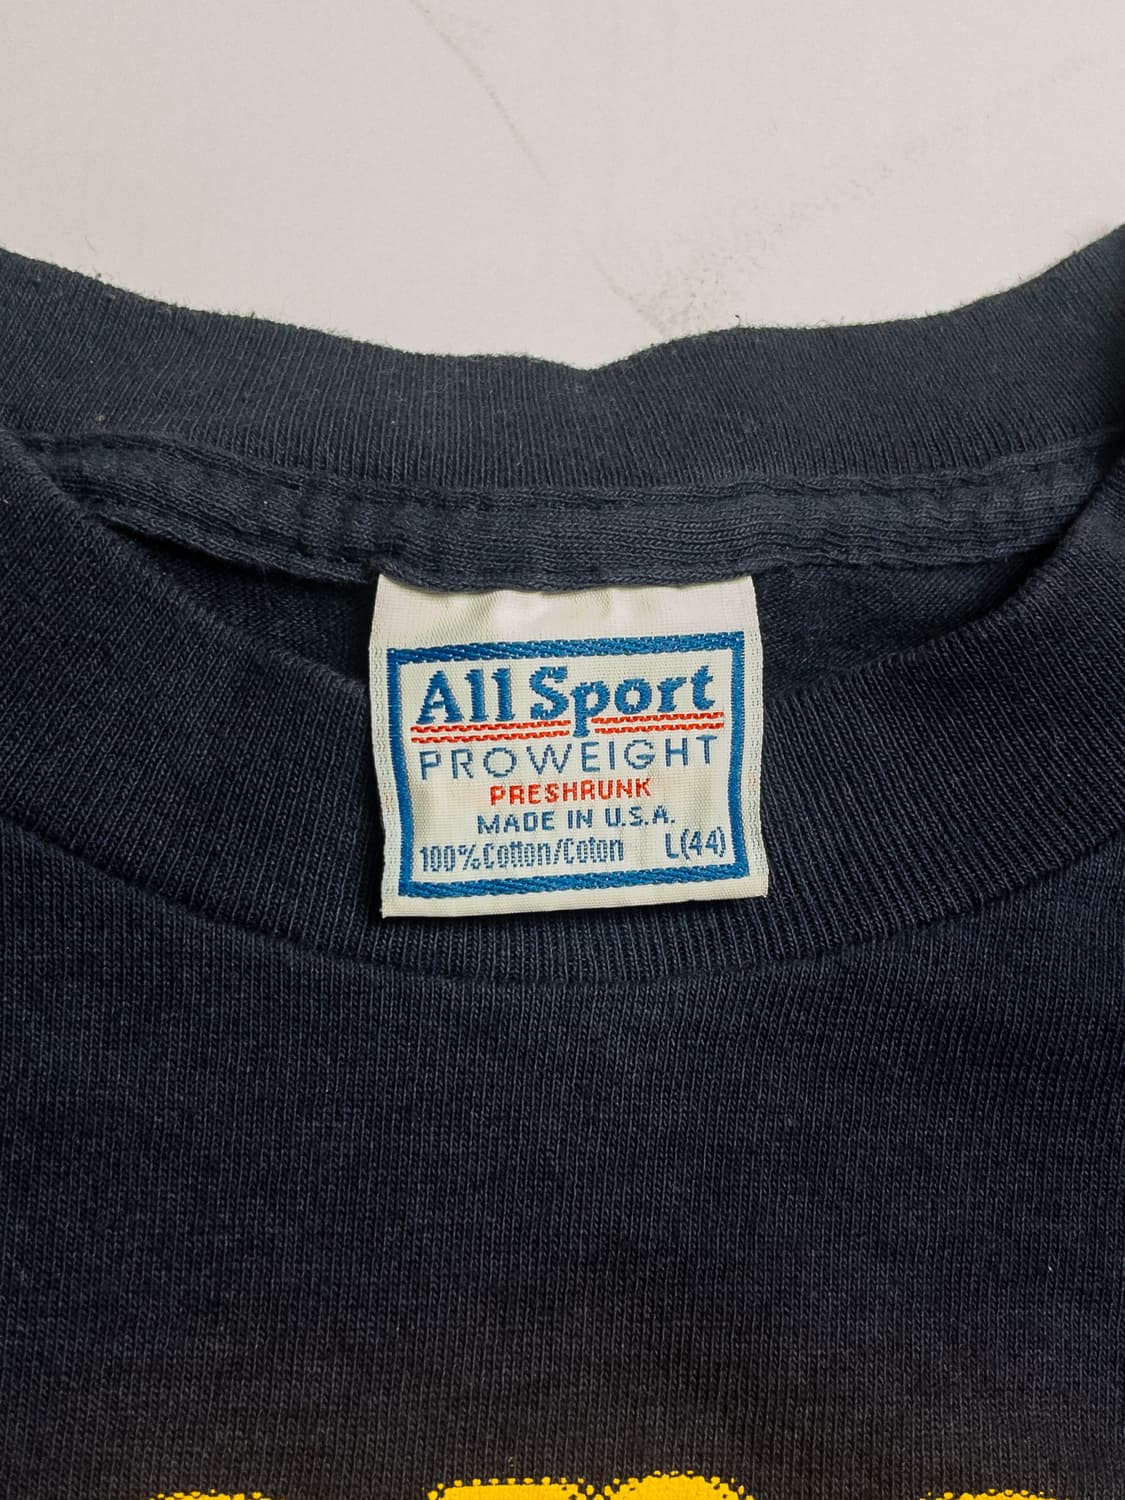 All Sport
PROWEIGHT
PRESHRUNK
MADE IN U.S.A.
100% Cotton/Coton L(44)